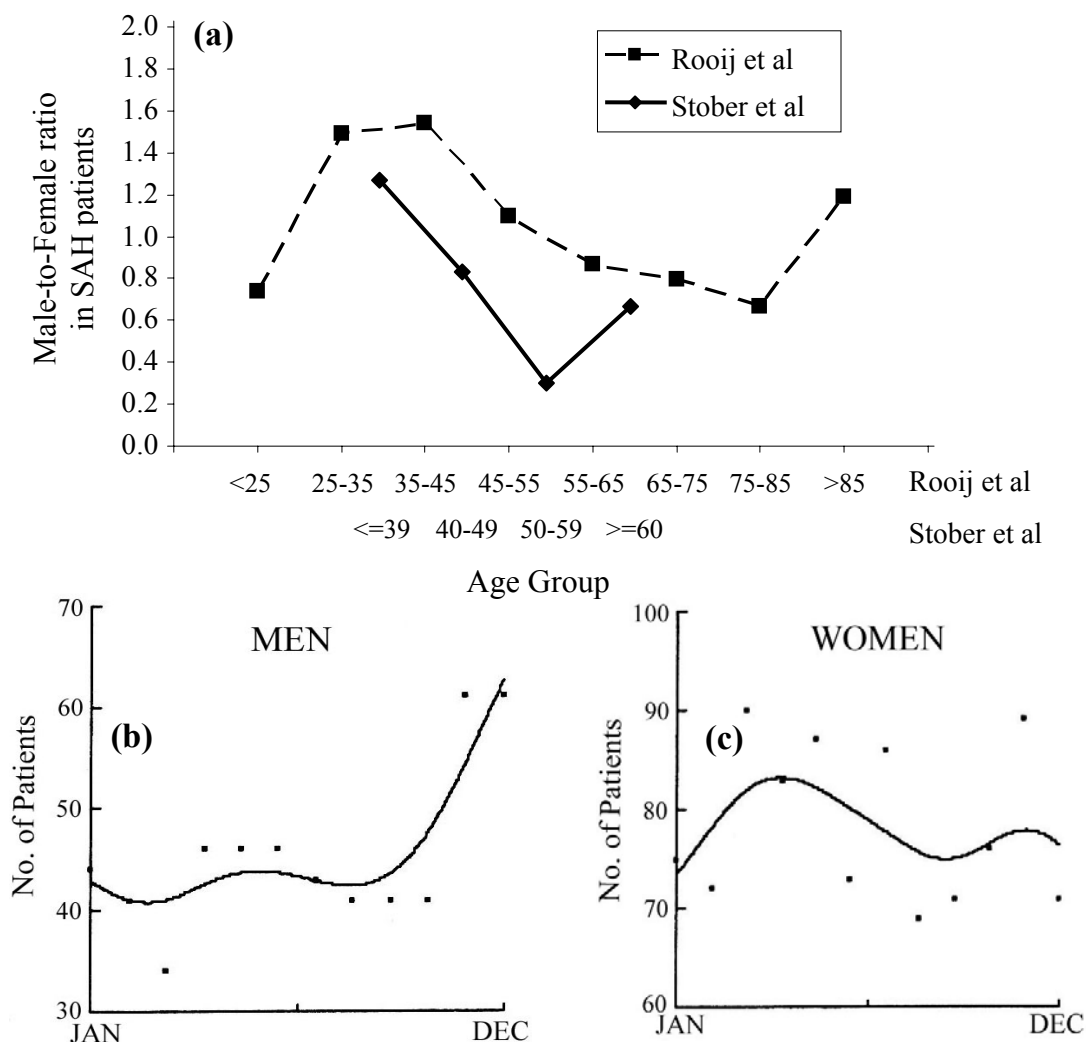 (a)
Rooij et al
Stober et al
Male-to-Female ratio
in SAH patients
2.0
1.8
1.6
1.4
1.2
1.0
0.8
0.6
0.4
0.2
0.0
<25 25-35 35-45 45-55 55-65 65-75 75-85 >85 Rooij et al
<=39 40-49 50-59 >=60 Stober et al
Age Group
MEN
(b)
No. of Patients
70
60
50
40
30
JAN DEC
WOMEN
(c)
No. of Patients
100
90
80
70
60
JAN DEC